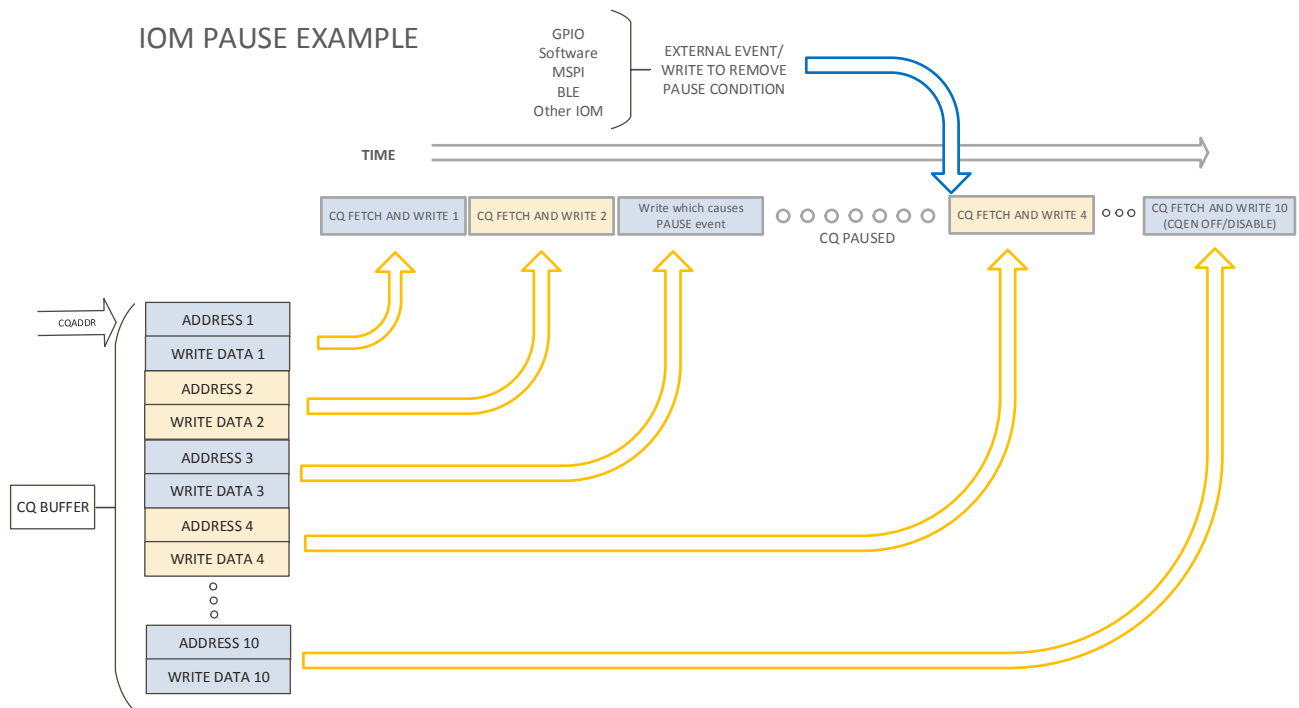 IOM PAUSE EXAMPLE
GPIO
Software
MSPI
BLE
Other IOM
EXTERNAL EVENT/
WRITE TO REMOVE
PAUSE CONDITION
TIME
CQ FETCH AND WRITE 1
CQ FETCH AND WRITE 2
Write which causes
PAUSE event
CQ PAUSED
CQ FETCH AND WRITE 4
CQ FETCH AND WRITE 10
(CQEN OFF/DISABLE)
CQADDR
CQ BUFFER
ADDRESS 1
WRITE DATA 1
ADDRESS 2
WRITE DATA 2
ADDRESS 3
WRITE DATA 3
ADDRESS 4
WRITE DATA 4
ADDRESS 10
WRITE DATA 10